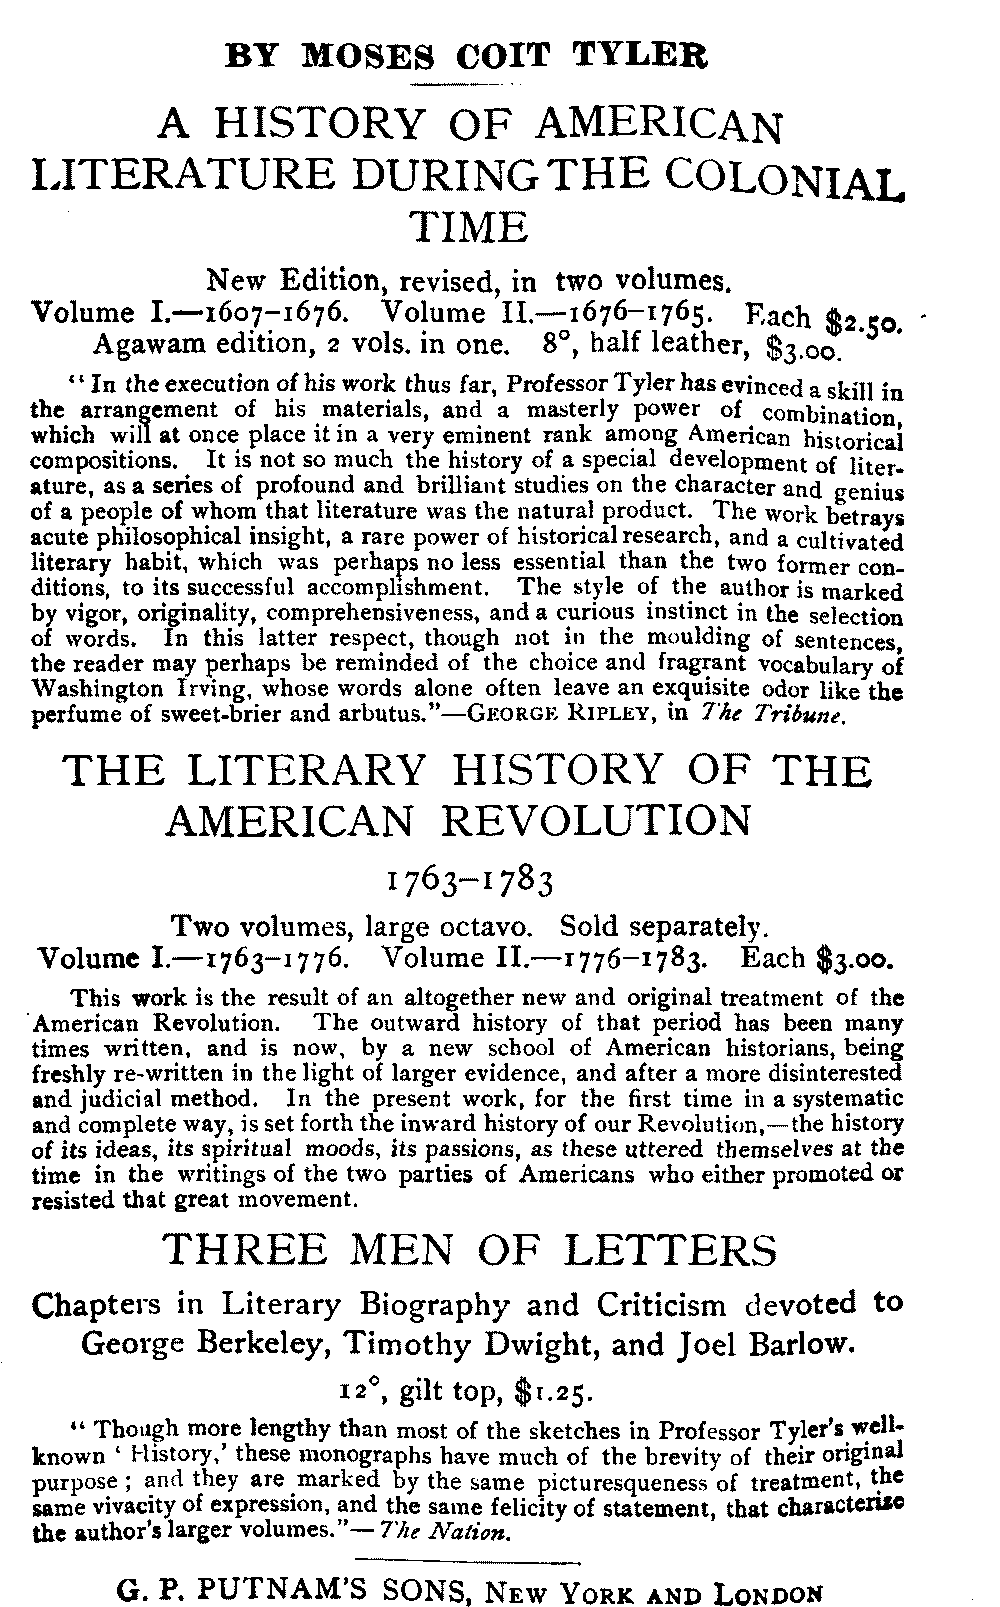 BY MOSES COIT TYLER
A HISTORY OF AMERICAN
LITERATURE DURING THE COLONIAL
TIME
New Edition, revised, in two volumes.
Volume I.—1607–1676. Volume II.—1676–1765. Each $2.50.
Agawam edition, 2 vols. in one. 8°, half leather, $3.00.
“In the execution of his work thus far, Professor Tyler has evinced a skill in
the arrangement of his materials, and a masterly power of combination,
which will at once place it in a very eminent rank among American historical
compositions. It is not so much the history of a special development of liter-
ature, as a series of profound and brilliant studies on the character and genius
of a people of whom that literature was the natural product. The work betrays
acute philosophical insight, a rare power of historical research, and a cultivated
literary habit, which was perhaps no less essential than the two former con-
ditions, to its successful accomplishment. The style of the author is marked
by vigor, originality, comprehensiveness, and a curious instinct in the selection
of words. In this latter respect, though not in the moulding of sentences,
the reader may perhaps be reminded of the choice and fragrant vocabulary of
Washington Irving, whose words alone often leave an exquisite odor like the
perfume of sweet-brier and arbutus.”—GEORGE RIPLEY, in The Tribune.
THE LITERARY HISTORY OF THE
AMERICAN REVOLUTION
1763–1783
Two volumes, large octavo. Sold separately.
Volume I.—1763–1776. Volume II.—1776–1783. Each $3.00.
This work is the result of an altogether new and original treatment of the
American Revolution. The outward history of that period has been many
times written, and is now, by a new school of American historians, being
freshly re-written in the light of larger evidence, and after a more disinterested
and judicial method. In the present work, for the first time in a systematic
and complete way, is set forth the inward history of our Revolution,—the history
of its ideas, its spiritual moods, its passions, as these uttered themselves at the
time in the writings of the two parties of Americans who either promoted or
resisted that great movement.
THREE MEN OF LETTERS
Chapters in Literary Biography and Criticism devoted to
George Berkeley, Timothy Dwight, and Joel Barlow.
12°, gilt top, $1.25.
“Though more lengthy than most of the sketches in Professor Tyler's well-
known ‘History,’ these monographs have much of the brevity of their original
purpose; and they are marked by the same picturesqueness of treatment, the
same vivacity of expression, and the same felicity of statement, that characterize
the author's larger volumes.”—The Nation.
G. P. PUTNAM'S SONS, NEW YORK AND LONDON